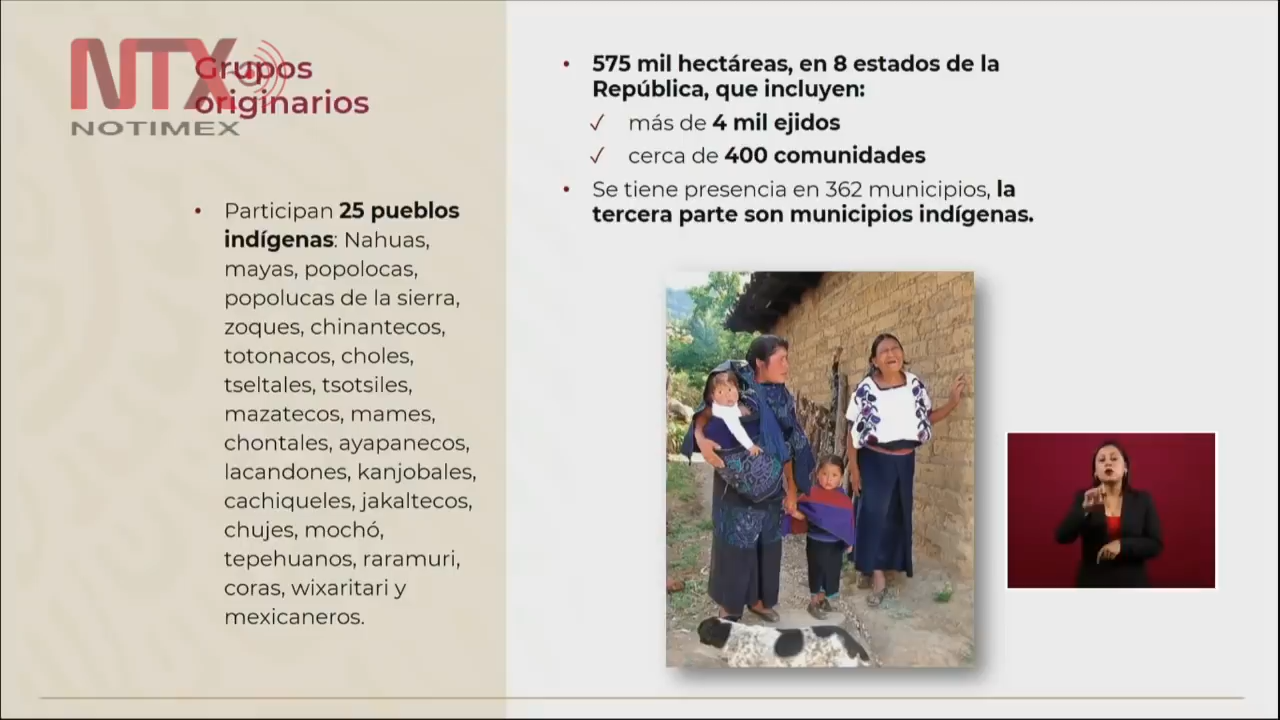 NTX
NOTIMEX
Grupos
originarios
• Participan 25 pueblos
indígenas: Nahuas,
mayas, popolocas,
popolucas de la sierra,
zoques, chinantecos,
totonacos, choles,
tseltales, tsotsiles,
mazatecos, mames,
chontales, ayapanecos,
lacandones, kanjobales,
cachiqueles, jakaltecos,
chujes, mochó,
tepehuanos, raramuri,
coras, wixaritari y
mexicaneros.
• 575 mil hectáreas, en 8 estados de la
República, que incluyen:
✓ más de 4 mil ejidos
✓ cerca de 400 comunidades
• Se tiene presencia en 362 municipios, la
tercera parte son municipios indígenas.